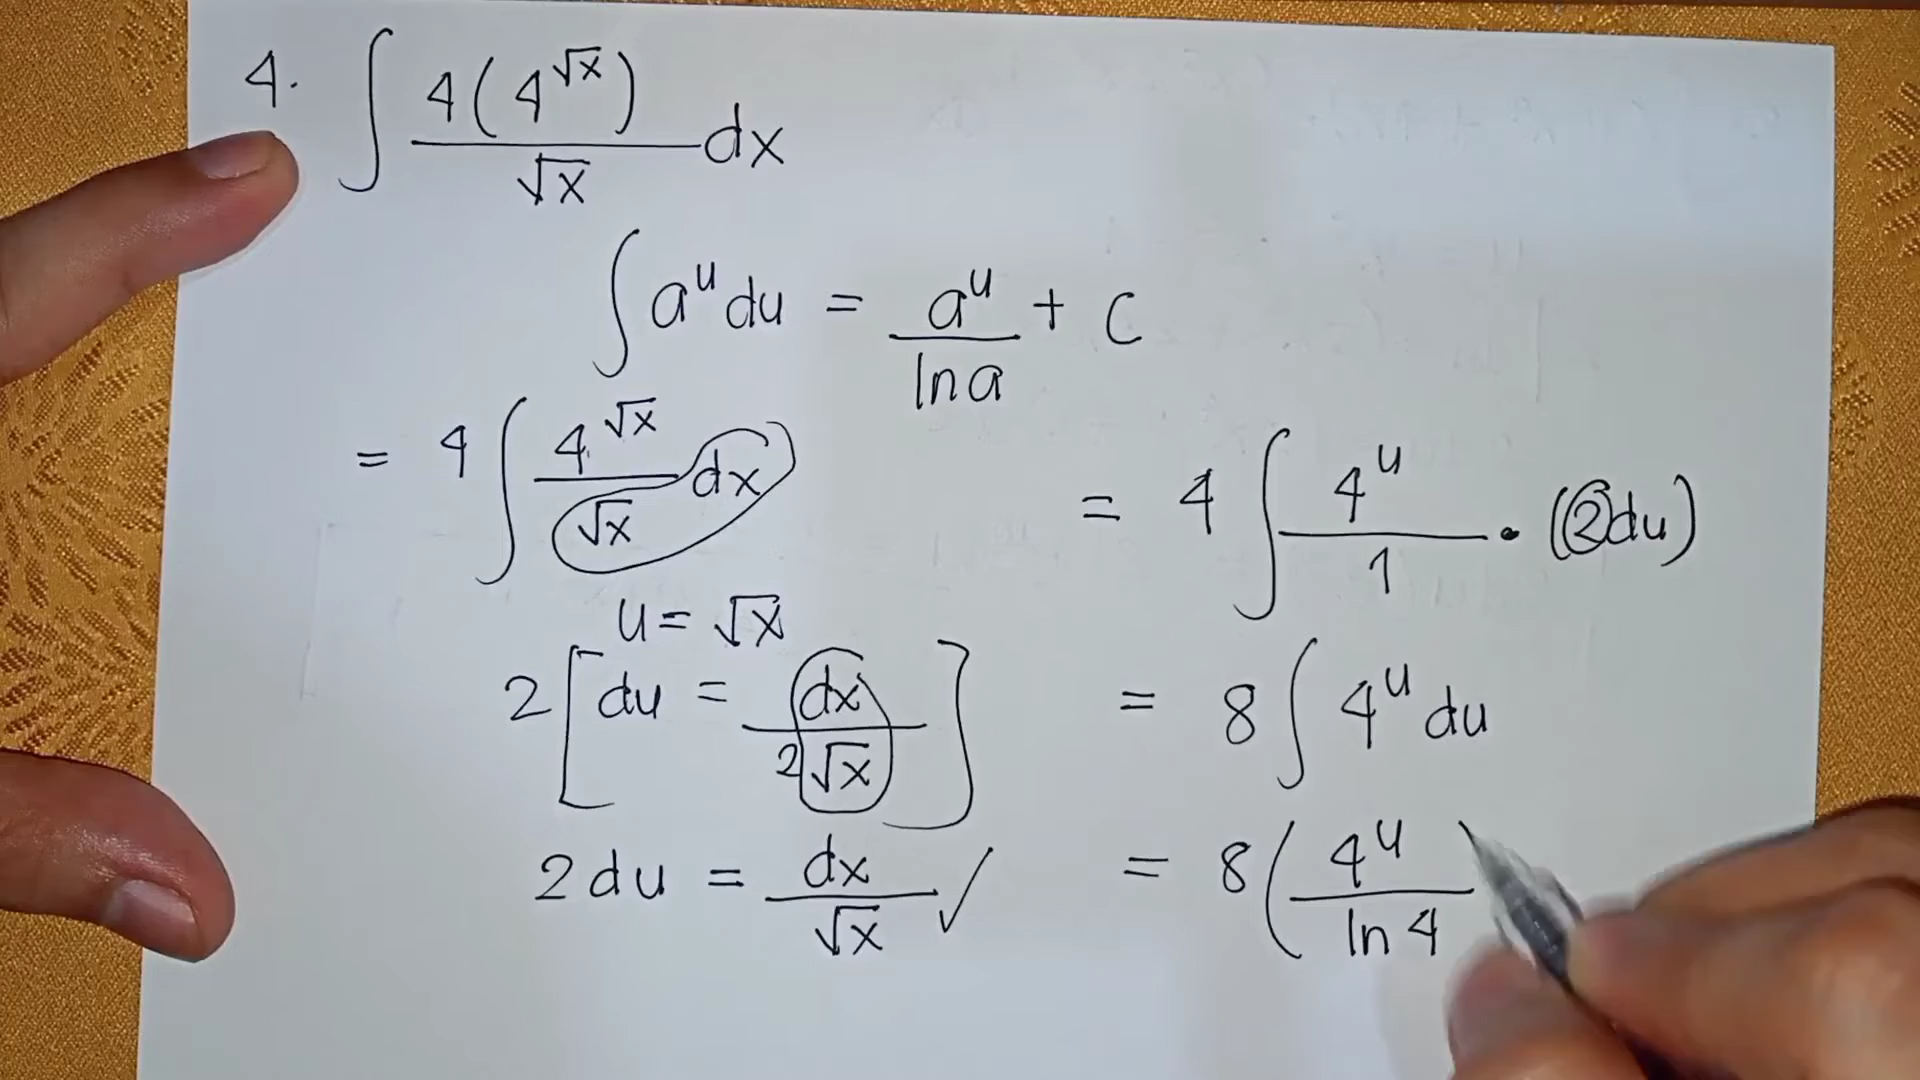 4. ∫ 4(4^√x)/√x dx
∫ a^u du = a^u/ln a + C
= 4 ∫ 4^√x/√x dx
u = √x
2[du = dx/2√x]
2du = dx/√x ✓
= 4 ∫ 4^u/1 • (2du)
= 8 ∫ 4^u du
= 8(4^u/ln 4)